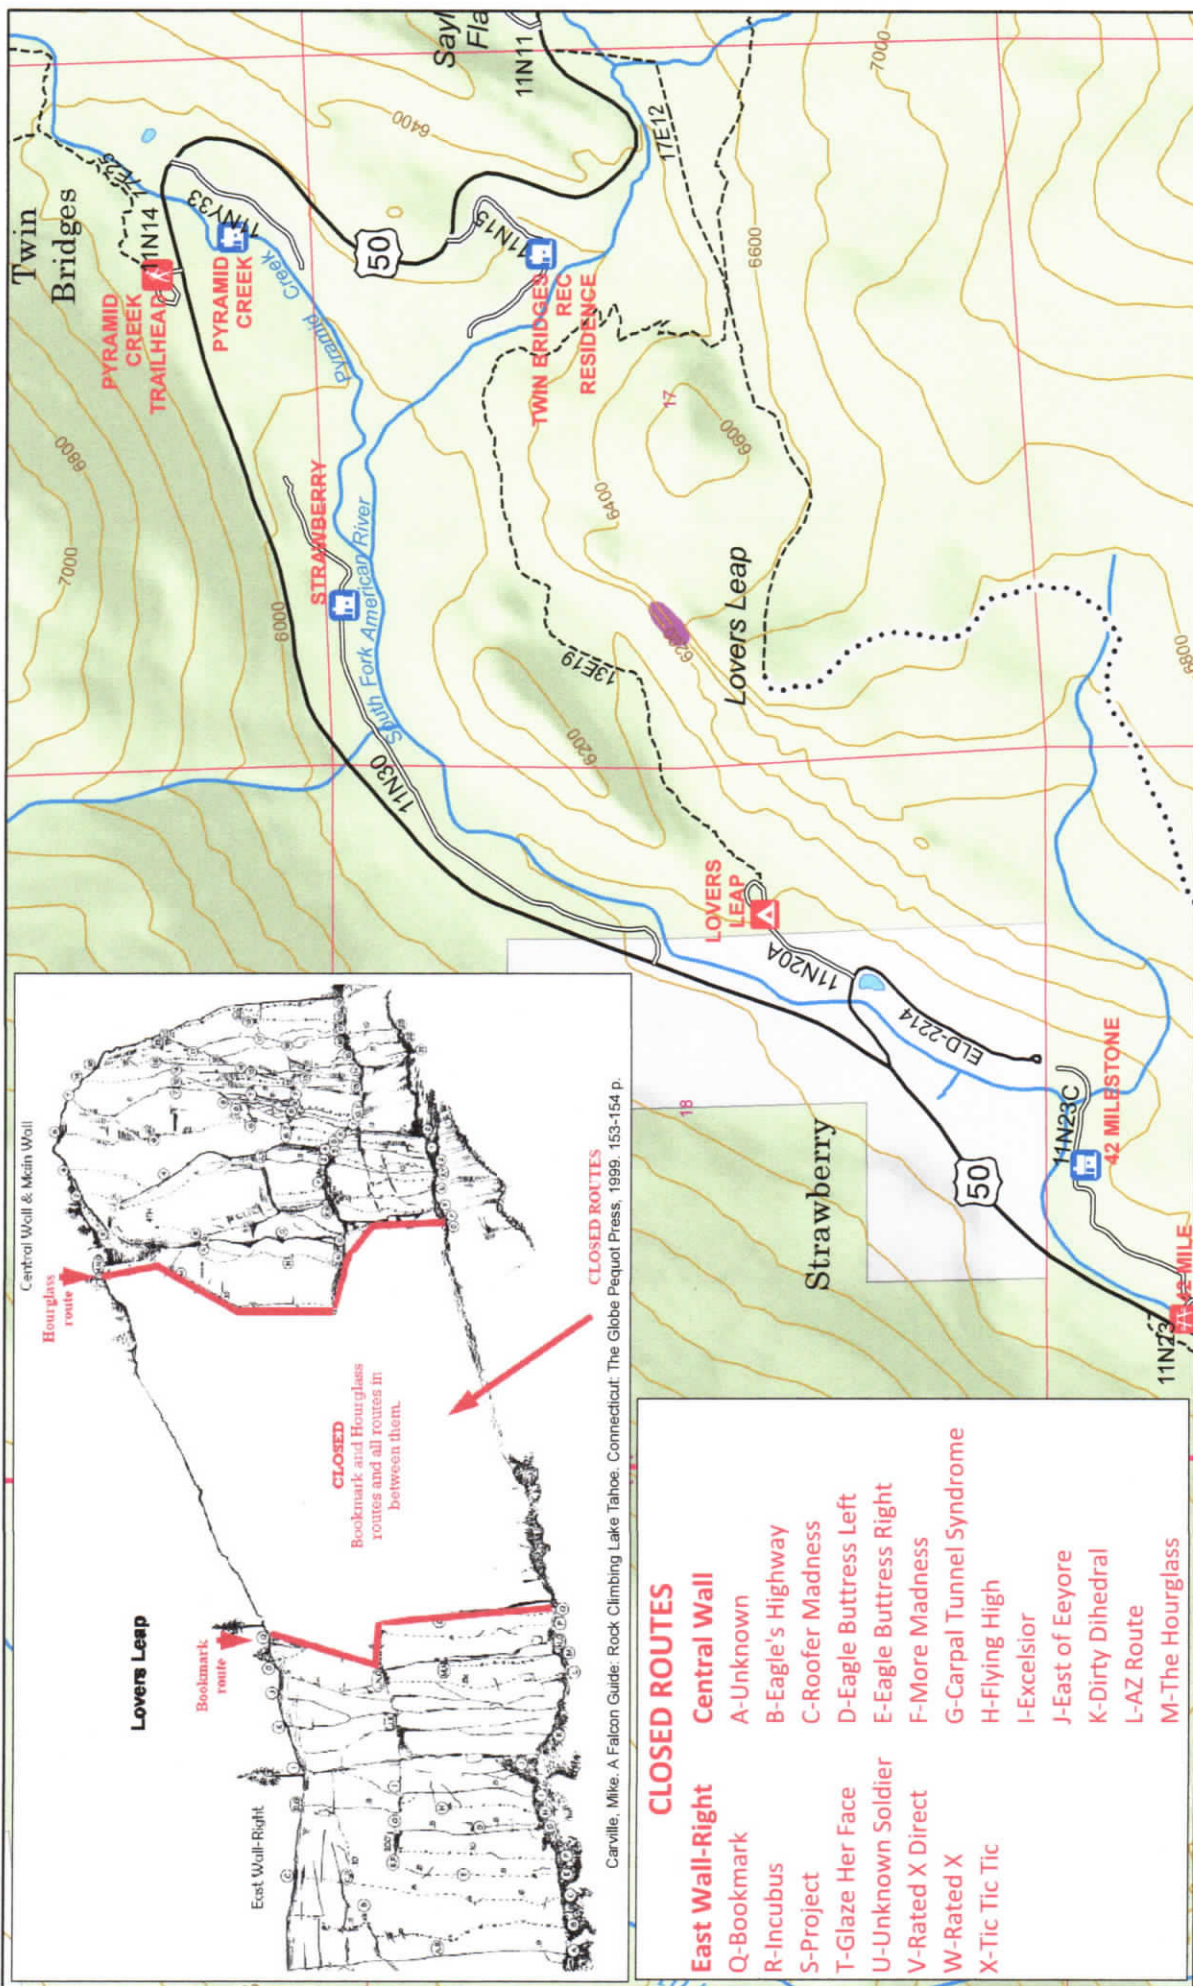 Lovers Leap
Central Wall & Main Wall
East Wall-Right
Hourglass
route
Bookmark
route
CLOSED
Bookmark and Hourglass
routes and all routes in
between them.
CLOSED ROUTES
Carville, Mike. A Falcon Guide: Rock Climbing Lake Tahoe. Connecticut: The Globe Pequot Press, 1999. 153-154 p.
CLOSED ROUTES
East Wall-Right
Q-Bookmark
R-Incubus
S-Project
T-Glaze Her Face
U-Unknown Soldier
V-Rated X Direct
W-Rated X
X-Tic Tic Tic
Central Wall
A-Unknown
B-Eagle's Highway
C-Roofer Madness
D-Eagle Buttress Left
E-Eagle Buttress Right
F-More Madness
G-Carpal Tunnel Syndrome
H-Flying High
I-Excelsior
J-East of Eeyore
K-Dirty Dihedral
L-AZ Route
M-The Hourglass
Twin
Bridges
PYRAMID
CREEK
TRAILHEAD
11N14
PYRAMID
CREEK
11NY33
Pyramid Creek
50
11N15
TWIN BRIDGES
REC
RESIDENCE
11N11
17E12
7000
6400
6600
6800
7000
6000
STRAWBERRY
South Fork American River
11N30
17
6600
6400
13E19
6200
Lovers Leap
LOVERS
LEAP
11N20A
ELD-2214
18
Strawberry
50
11N23C
42 MILESTONE
11N23
6800